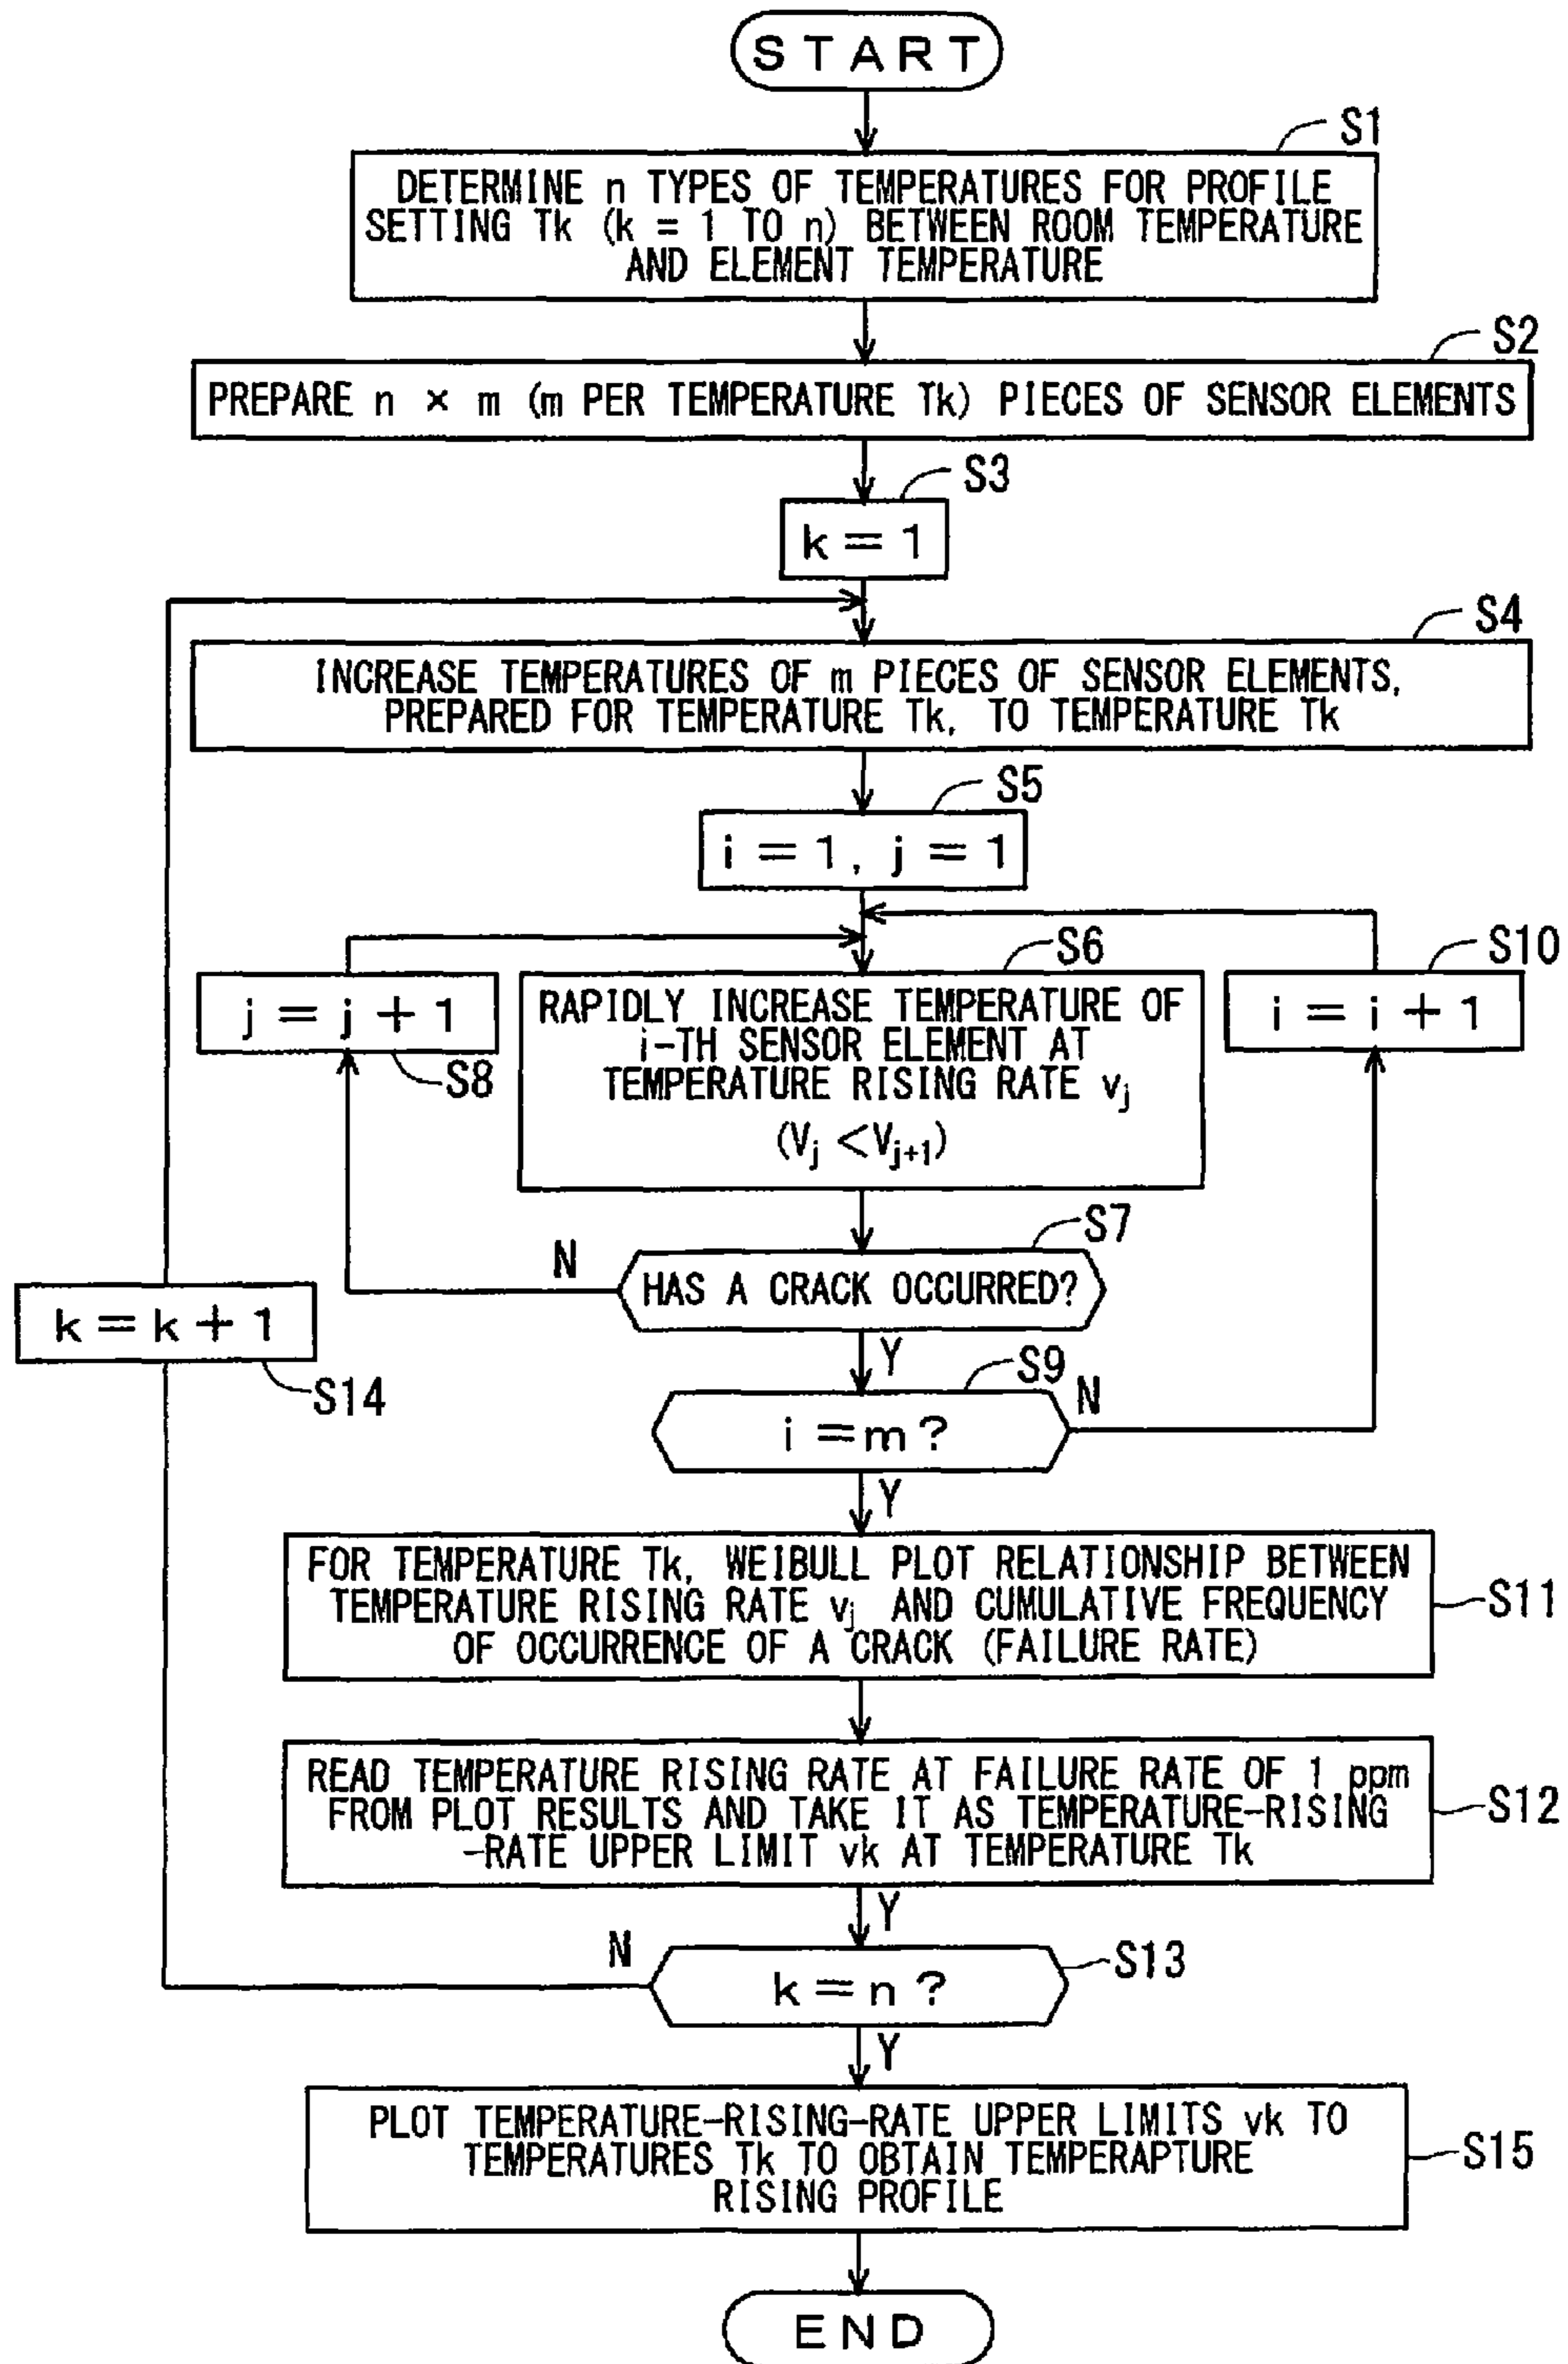 START
S1
DETERMINE n TYPES OF TEMPERATURES FOR PROFILE
SETTING Tk (k = 1 TO n) BETWEEN ROOM TEMPERATURE
AND ELEMENT TEMPERATURE
S2
PREPARE n × m (m PER TEMPERATURE Tk) PIECES OF SENSOR ELEMENTS
S3
k = 1
S4
INCREASE TEMPERATURES OF m PIECES OF SENSOR ELEMENTS,
PREPARED FOR TEMPERATURE Tk, TO TEMPERATURE Tk
S5
i = 1, j = 1
S6
RAPIDLY INCREASE TEMPERATURE OF
i-TH SENSOR ELEMENT AT
TEMPERATURE RISING RATE vj
(Vj < Vj+1)
j = j + 1
S8
S10
i = i + 1
S7
HAS A CRACK OCCURRED?
N
Y
k = k + 1
S14
S9
i = m ?
N
Y
FOR TEMPERATURE Tk, WEIBULL PLOT RELATIONSHIP BETWEEN
TEMPERATURE RISING RATE vj AND CUMULATIVE FREQUENCY
OF OCCURRENCE OF A CRACK (FAILURE RATE)
S11
READ TEMPERATURE RISING RATE AT FAILURE RATE OF 1 ppm
FROM PLOT RESULTS AND TAKE IT AS TEMPERATURE-RISING
-RATE UPPER LIMIT vk AT TEMPERATURE Tk
S12
Y
N
k = n ?
S13
Y
PLOT TEMPERATURE-RISING-RATE UPPER LIMITS vk TO
TEMPERATURES Tk TO OBTAIN TEMPERAPTURE
RISING PROFILE
S15
END